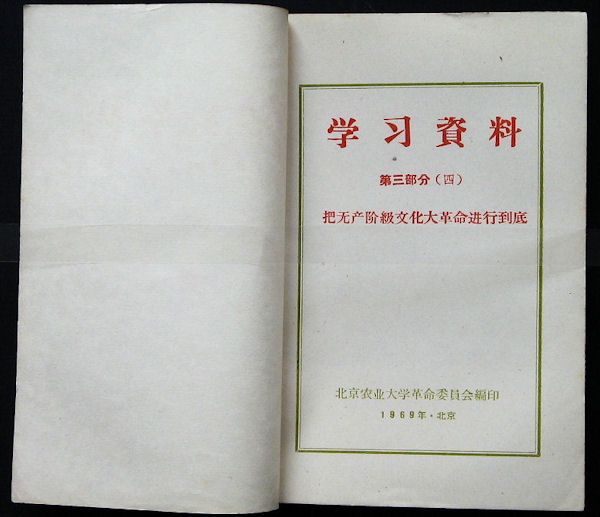 学习資料
第三部分（四）
把无产阶級文化大革命进行到底
北京农业大学革命委員会編印
1969年·北京